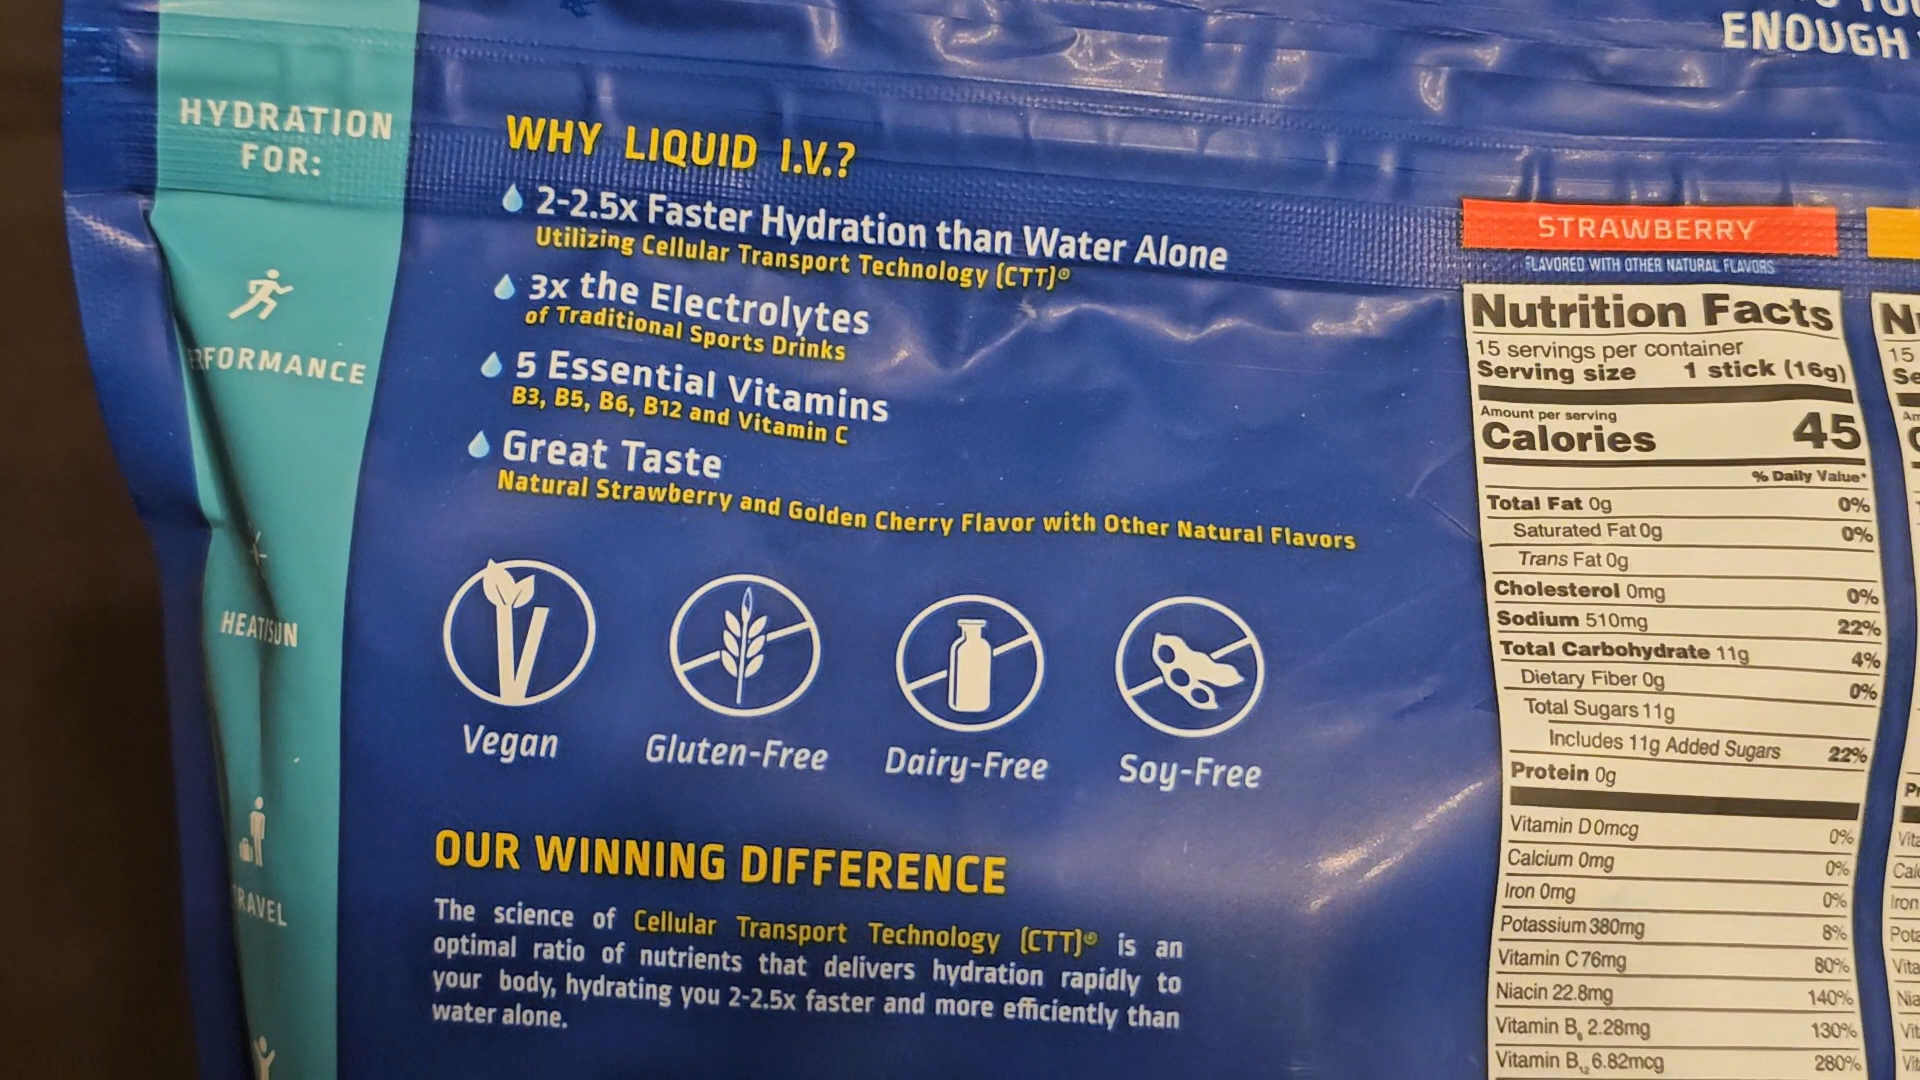 ENOUGH
HYDRATION
FOR:
RFORMANCE
HEAT/SUN
RAVEL
WHY LIQUID I.V.?
2-2.5x Faster Hydration than Water Alone
Utilizing Cellular Transport Technology (CTT)®
3x the Electrolytes
of Traditional Sports Drinks
5 Essential Vitamins
B3, B5, B6, B12 and Vitamin C
Great Taste
Natural Strawberry and Golden Cherry Flavor with Other Natural Flavors
Vegan
Gluten-Free
Dairy-Free
Soy-Free
OUR WINNING DIFFERENCE
The science of Cellular Transport Technology (CTT)® is an
optimal ratio of nutrients that delivers hydration rapidly to
your body, hydrating you 2-2.5x faster and more efficiently than
water alone.
STRAWBERRY
FLAVORED WITH OTHER NATURAL FLAVORS
Nutrition Facts
15 servings per container
Serving size 1 stick (16g)
Amount per serving
Calories 45
% Daily Value*
Total Fat 0g 0%
Saturated Fat 0g 0%
Trans Fat 0g
Cholesterol 0mg 0%
Sodium 510mg 22%
Total Carbohydrate 11g 4%
Dietary Fiber 0g 0%
Total Sugars 11g
Includes 11g Added Sugars 22%
Protein 0g
Vitamin D 0mcg 0%
Calcium 0mg 0%
Iron 0mg 0%
Potassium 380mg 8%
Vitamin C 76mg 80%
Niacin 22.8mg 140%
Vitamin B6 2.28mg 130%
Vitamin B12 6.82mcg 280%
15
Iron